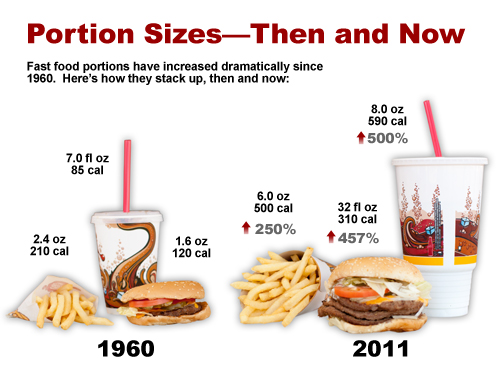 Portion Sizes—Then and Now
Fast food portions have increased dramatically since
1960. Here's how they stack up, then and now:
2.4 oz
210 cal
7.0 fl oz
85 cal
1.6 oz
120 cal
1960
6.0 oz
500 cal
250%
32 fl oz
310 cal
457%
8.0 oz
590 cal
500%
2011